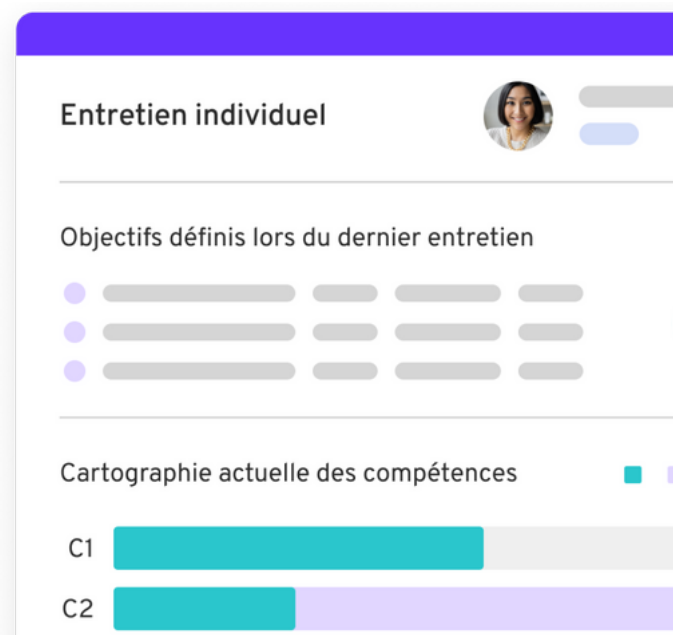 Entretien individuel
Objectifs définis lors du dernier entretien
Cartographie actuelle des compétences
C1
C2